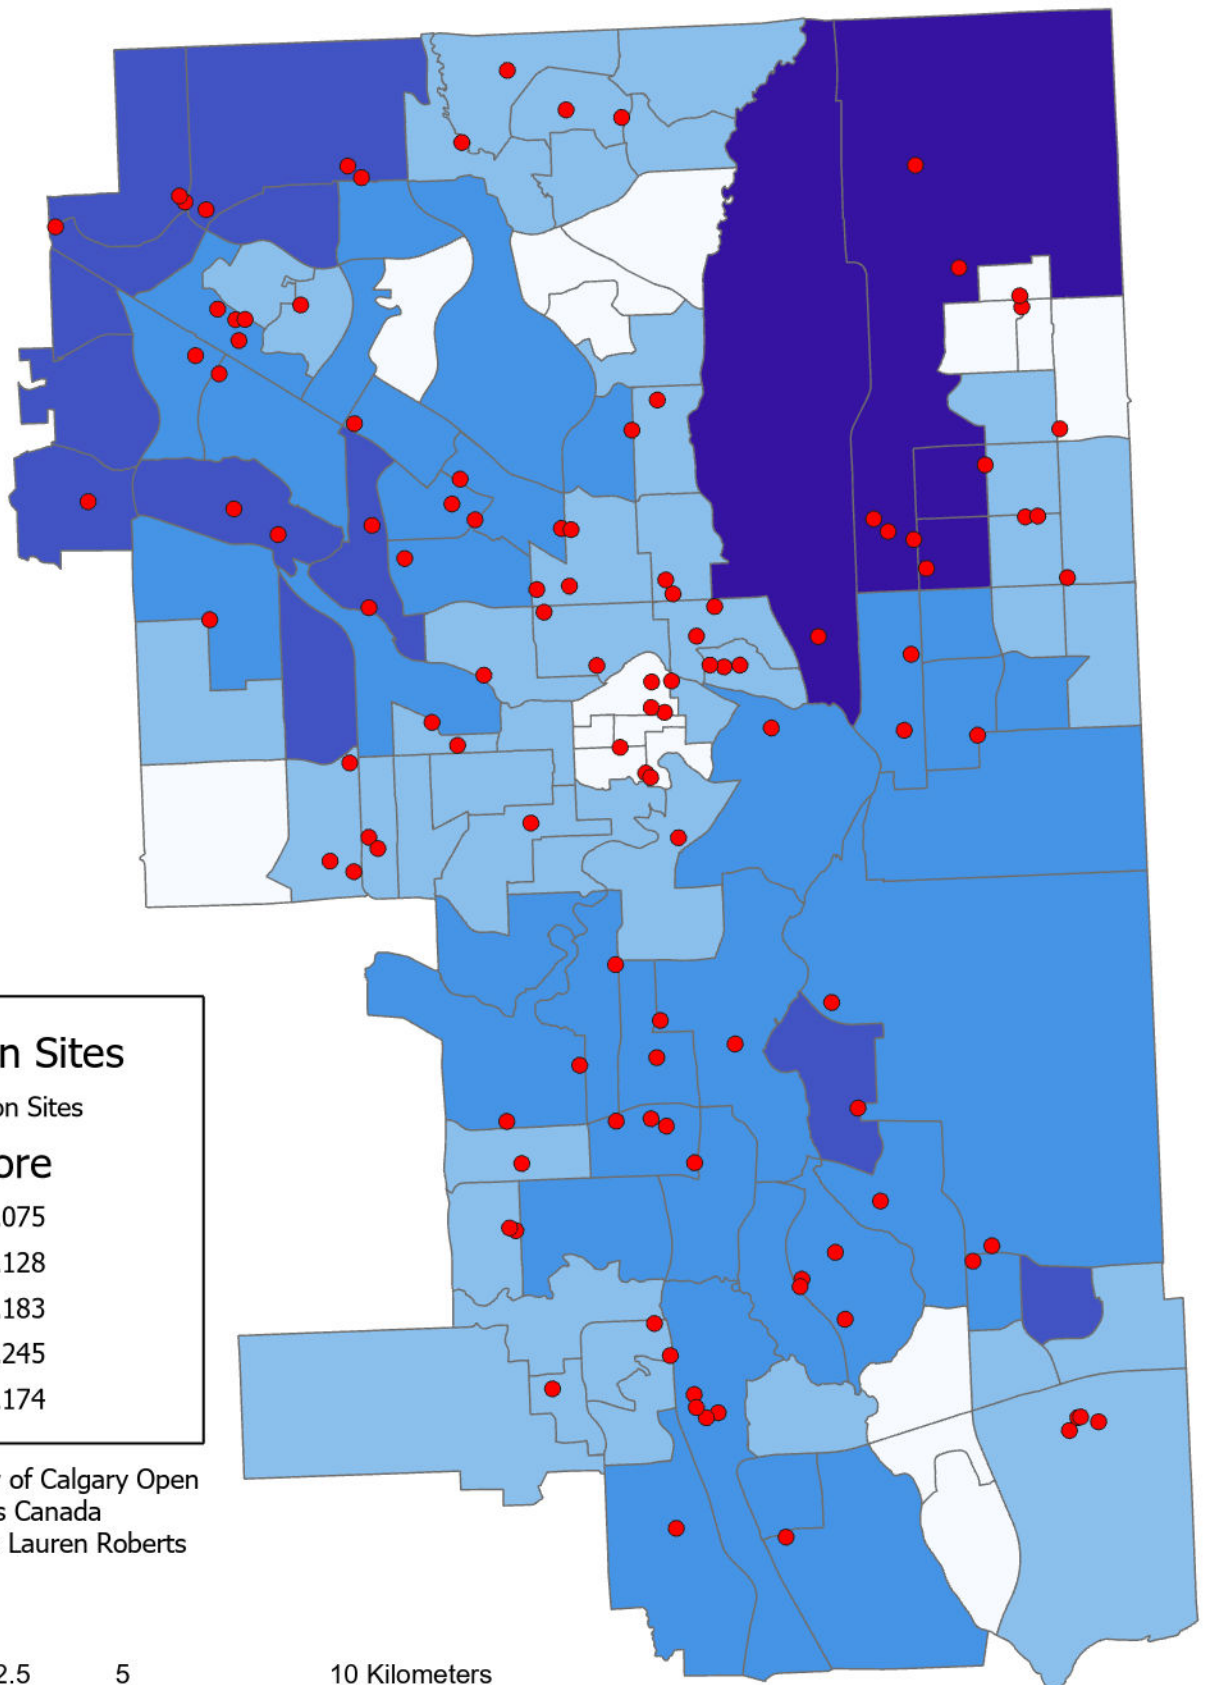 n Sites
on Sites
ore
075
128
183
245
174
of Calgary Open
s Canada
Lauren Roberts
2.5 5 10 Kilometers